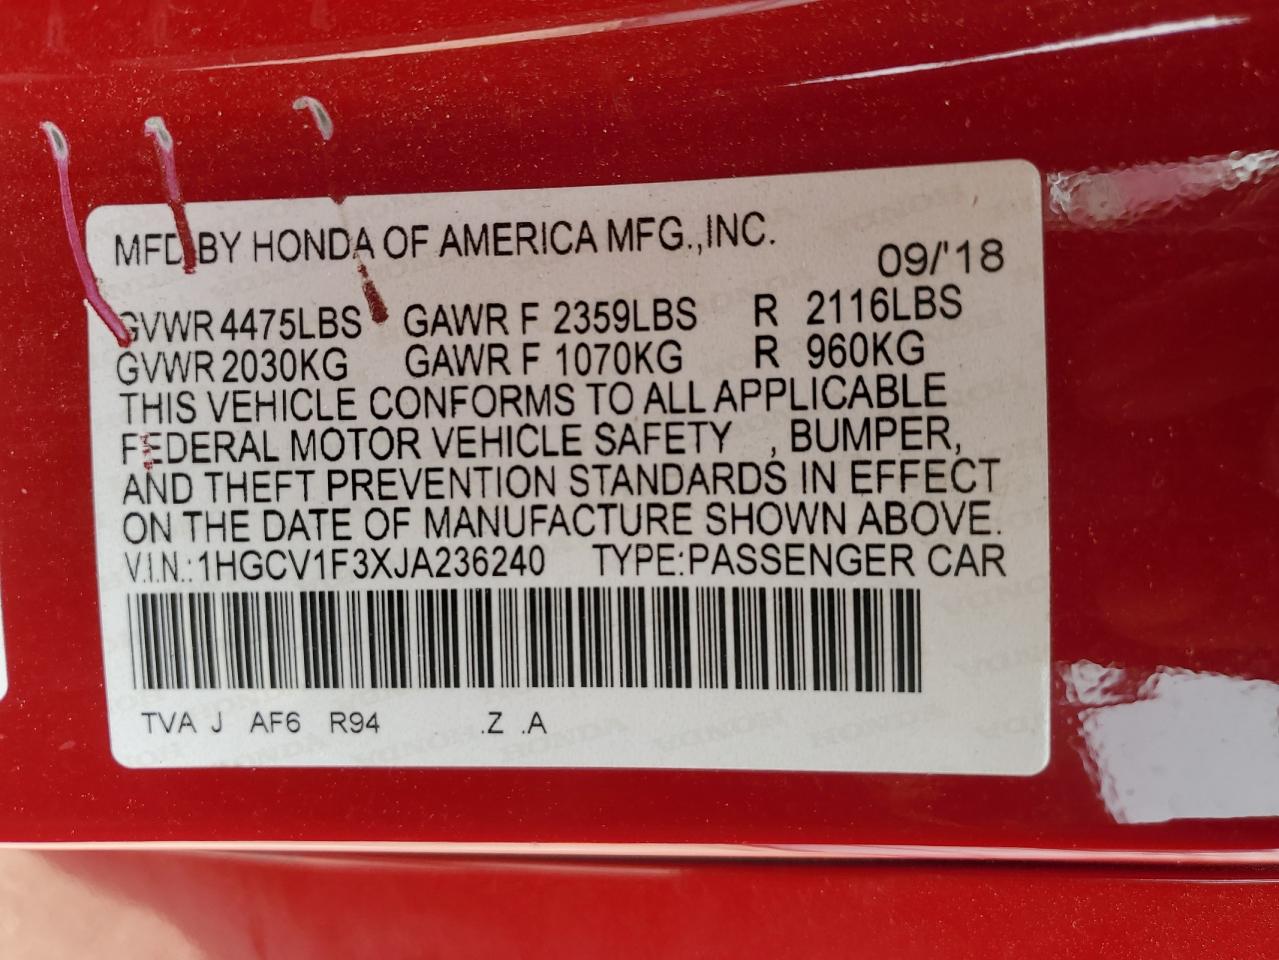 MFD.BY HONDA OF AMERICA MFG.,INC.
09/'18
GVWR 4475LBS GAWR F 2359LBS R 2116LBS
GVWR 2030KG GAWR F 1070KG R 960KG
THIS VEHICLE CONFORMS TO ALL APPLICABLE
FEDERAL MOTOR VEHICLE SAFETY , BUMPER,
AND THEFT PREVENTION STANDARDS IN EFFECT
ON THE DATE OF MANUFACTURE SHOWN ABOVE.
V.I.N.:1HGCV1F3XJA236240 TYPE:PASSENGER CAR
TVA J AF6 R94 .Z .A